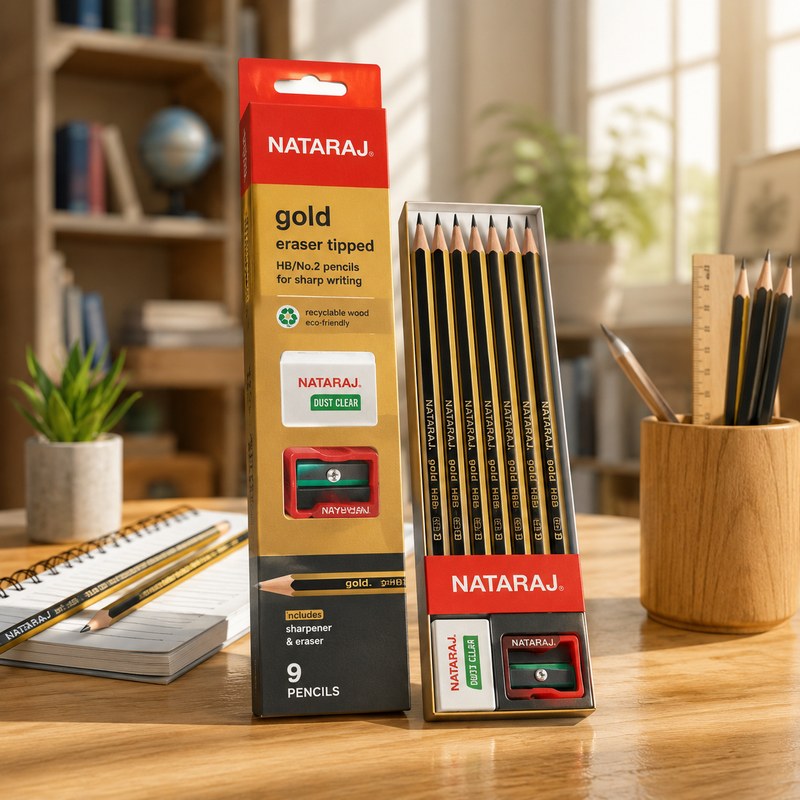 NATARAJ®
gold
eraser tipped
HB/No.2 pencils
for sharp writing
recyclable wood
eco-friendly
NATARAJ.
DUST CLEAR
gold.
includes
sharpener
& eraser
9
PENCILS
NATARAJ. gold HB
NATARAJ. gold HB
NATARAJ. gold HB
NATARAJ. gold HB
NATARAJ. gold HB
NATARAJ. gold HB
NATARAJ. gold HB
NATARAJ®
NATARAJ.
DUST CLEAR
NATARAJ.
NATARAJ
NATARAJ